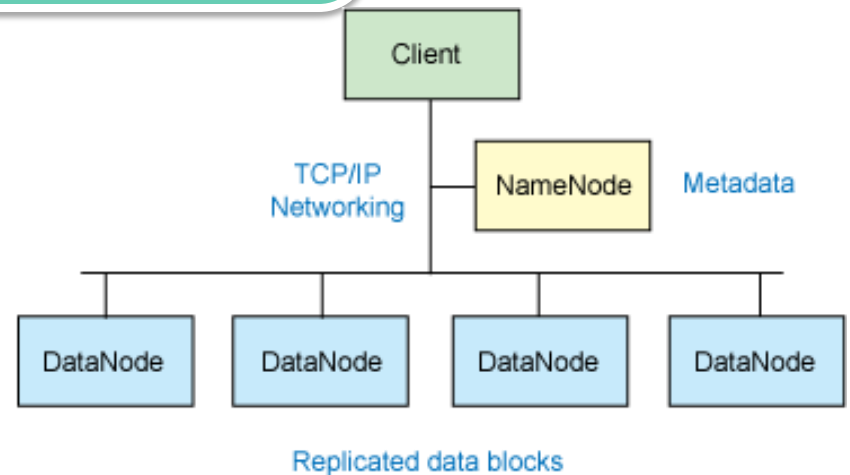 Client
TCP/IP
Networking
NameNode
Metadata
DataNode
DataNode
DataNode
DataNode
Replicated data blocks